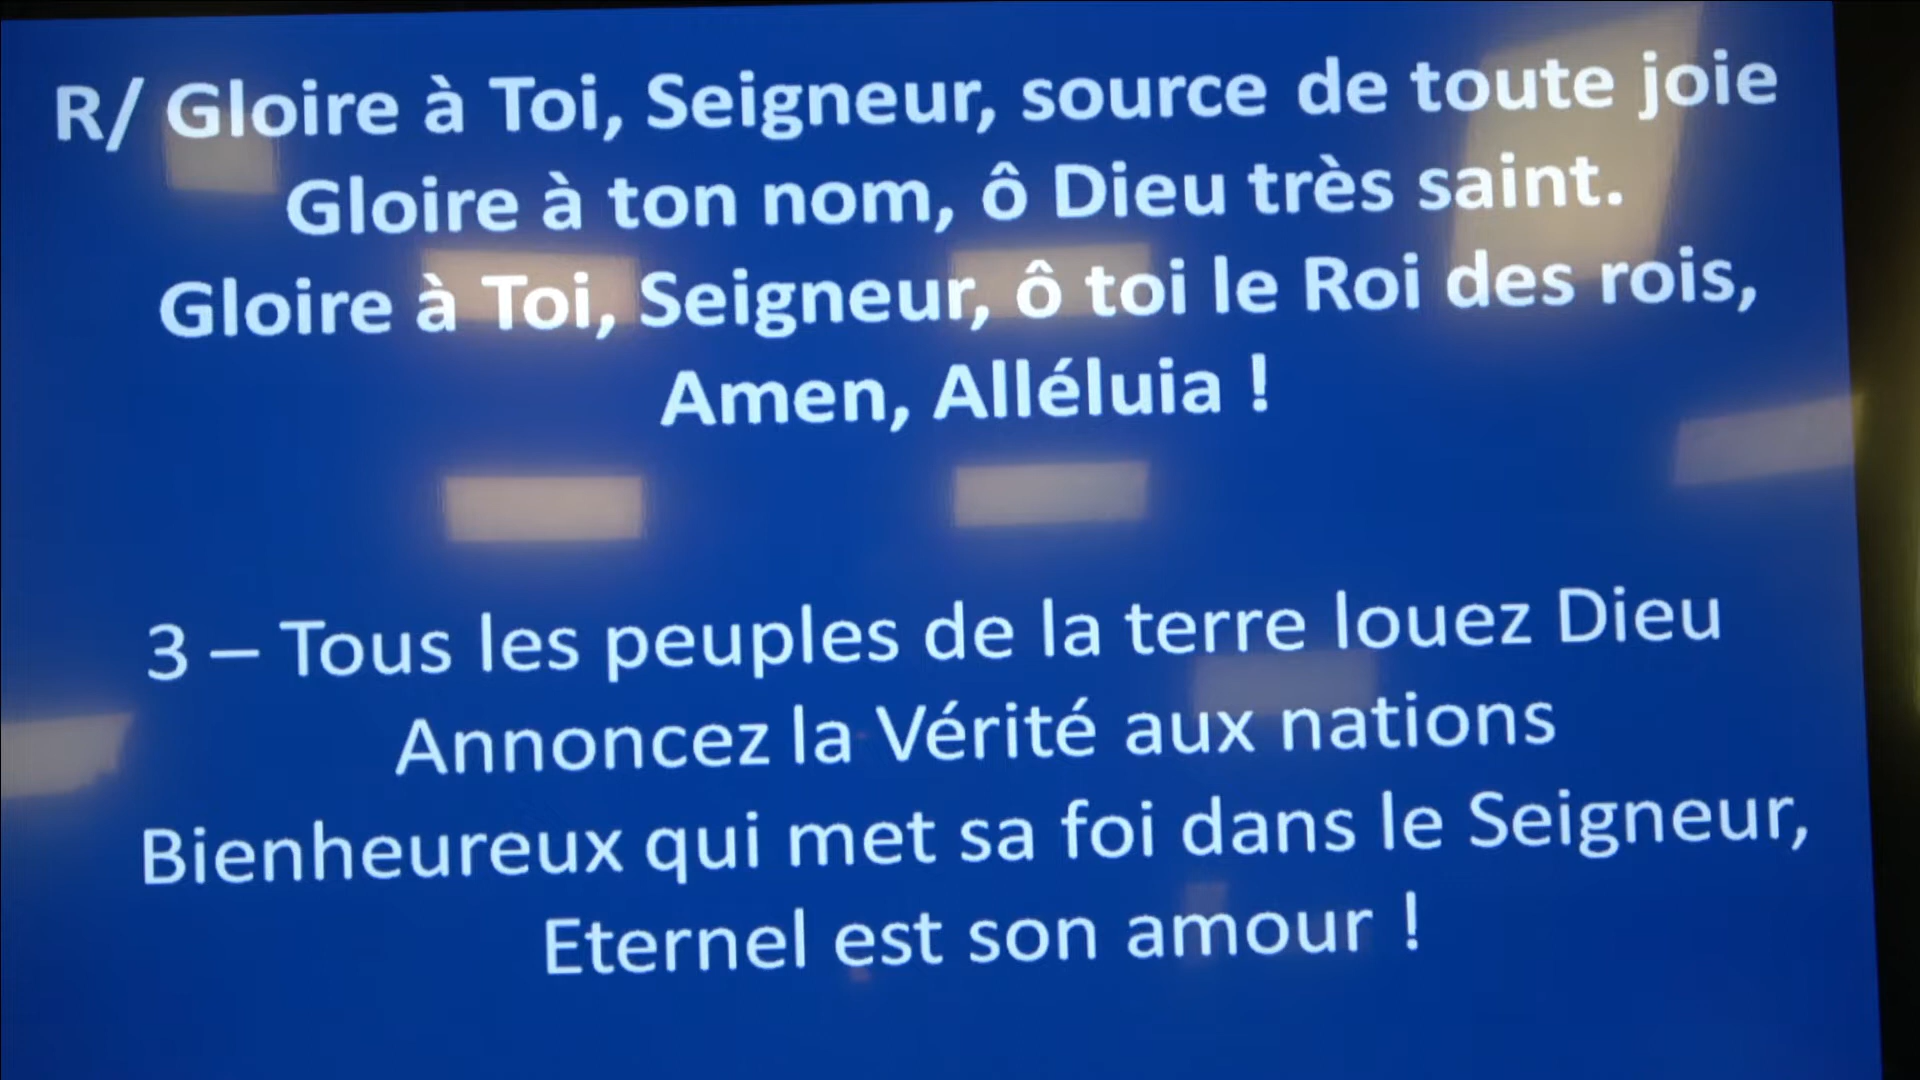 R/ Gloire à Toi, Seigneur, source de toute joie
Gloire à ton nom, ô Dieu très saint.
Gloire à Toi, Seigneur, ô toi le Roi des rois,
Amen, Alléluia !
3 – Tous les peuples de la terre louez Dieu
Annoncez la Vérité aux nations
Bienheureux qui met sa foi dans le Seigneur,
Eternel est son amour !